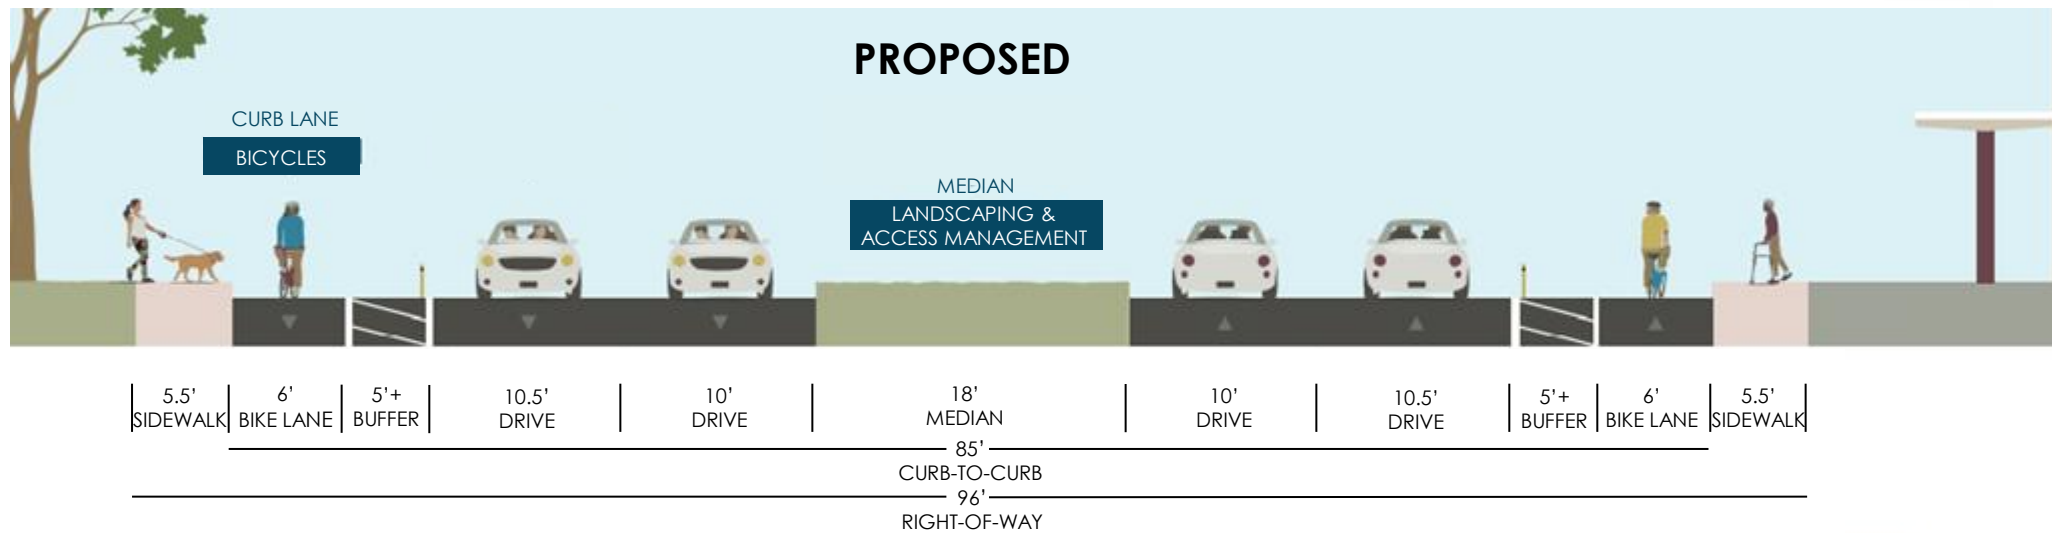 PROPOSED
CURB LANE
BICYCLES
MEDIAN
LANDSCAPING &
ACCESS MANAGEMENT
5.5’
SIDEWALK
6’
BIKE LANE
5’+
BUFFER
10.5’
DRIVE
10’
DRIVE
18’
MEDIAN
10’
DRIVE
10.5’
DRIVE
5’+
BUFFER
6’
BIKE LANE
5.5’
SIDEWALK
85’
CURB-TO-CURB
96’
RIGHT-OF-WAY